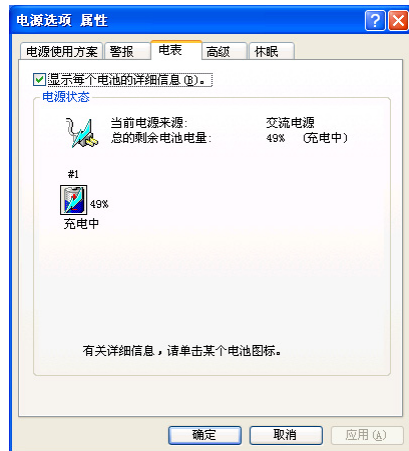 电源选项 属性
电源使用方案 警报 电表 高级 休眠
显示每个电池的详细信息(B)。
电源状态
当前电源来源: 交流电源
总的剩余电池电量: 49% (充电中)
#1
49%
充电中
有关详细信息，请单击某个电池图标。
确定 取消 应用(A)